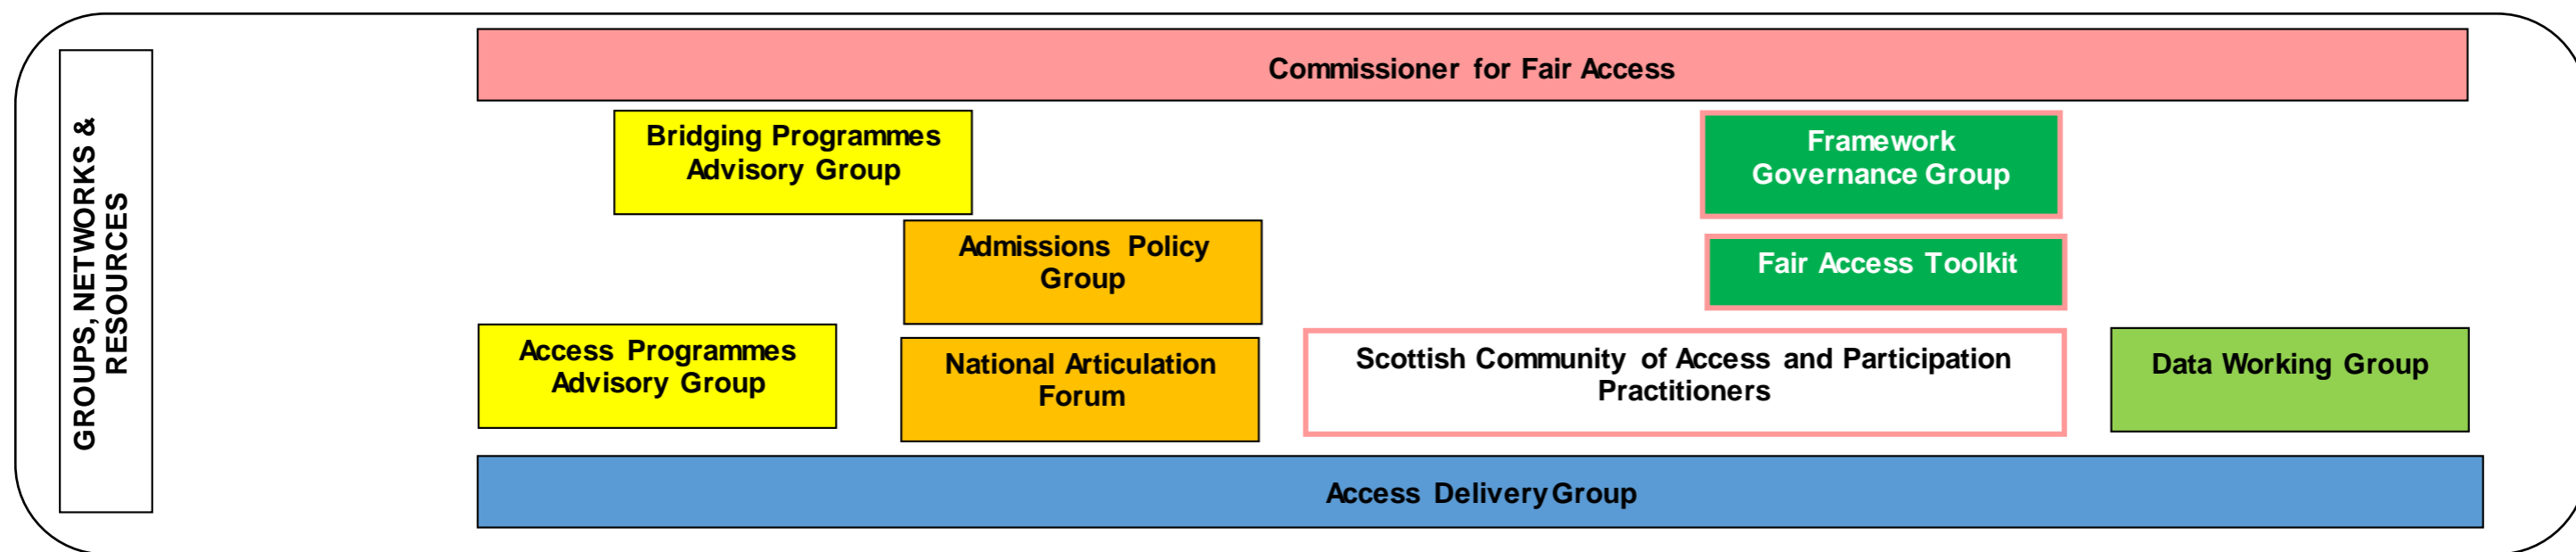 GROUPS, NETWORKS &
RESOURCES
Commissioner for Fair Access
Bridging Programmes
Advisory Group
Framework
Governance Group
Admissions Policy
Group
Fair Access Toolkit
Access Programmes
Advisory Group
National Articulation
Forum
Scottish Community of Access and Participation
Practitioners
Data Working Group
Access Delivery Group